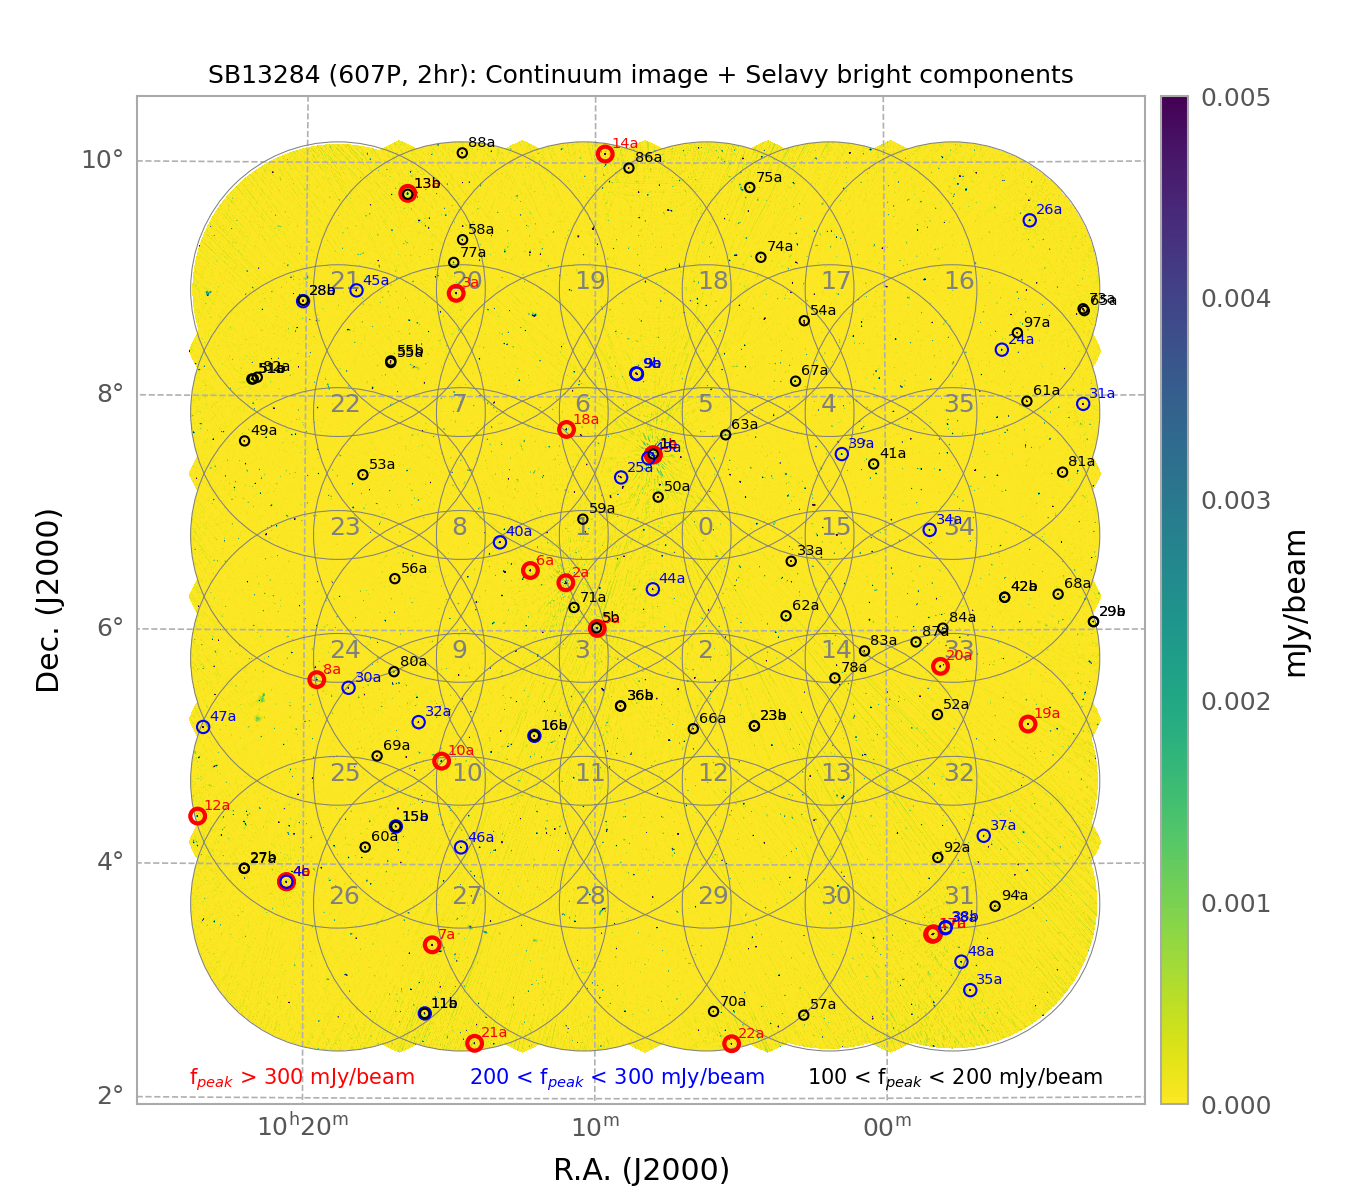 SB13284 (607P, 2hr): Continuum image + Selavy bright components
0.005
10°
88a
14a
86a
13b
75a
26a
58a
77a
74a
21
45a
20
3a
19
18
17
16
28b
0.004
73a
65a
54a
97a
24a
55b
9b
67a
8°
22
7
6
5
4
35
61a
31a
49a
18a
63a
39a
41a
53a
25a
81a
50a
0.003
59a
23
8
1
0
15
34a
34
40a
33a
6a
2a
56a
44a
42b
68a
71a
5b
62a
29b
6°
84a
87a
24
9
3
2
14
83a
33
20a
8a
80a
78a
30a
36b
0.002
47a
32a
16b
66a
23b
52a
19a
69a
10a
25
10
11
12
13
32
12a
15b
60a
46a
37a
4°
27b
92a
4c
26
27
28
29
30
31
94a
0.001
7a
38b
48a
35a
11b
70a
57a
21a
22a
f_peak > 300 mJy/beam
200 < f_peak < 300 mJy/beam
100 < f_peak < 200 mJy/beam
2°
0.000
10h20m
10m
00m
R.A. (J2000)
Dec. (J2000)
mJy/beam